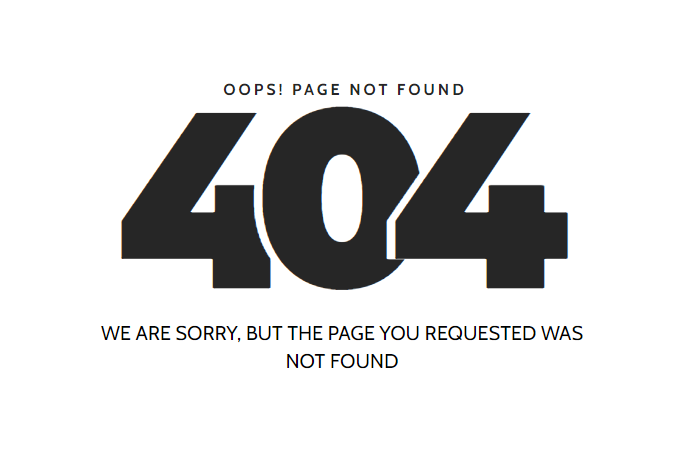 OOPS! PAGE NOT FOUND
404
WE ARE SORRY, BUT THE PAGE YOU REQUESTED WAS
NOT FOUND